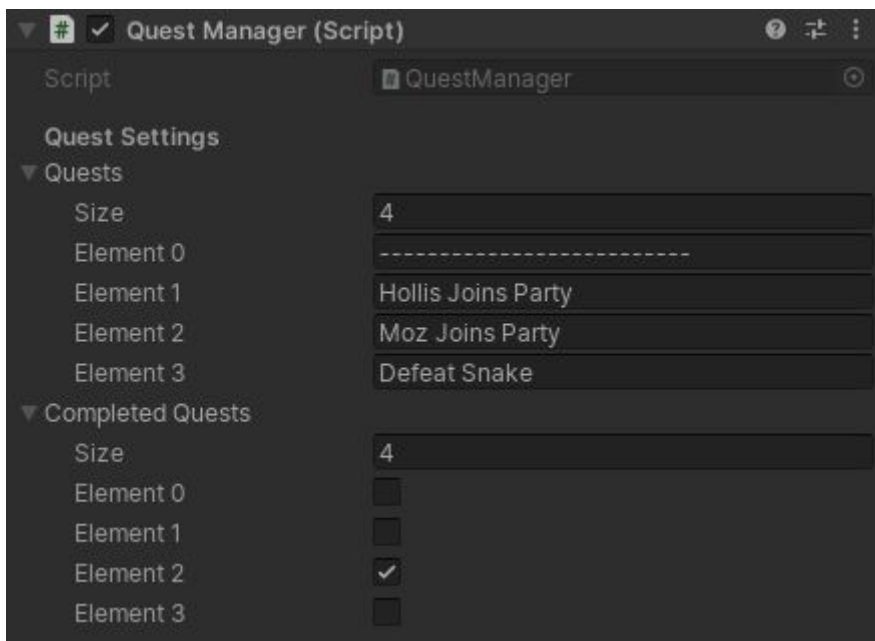 Quest Manager (Script)
Script QuestManager
Quest Settings
Quests
Size 4
Element 0 --------------------------
Element 1 Hollis Joins Party
Element 2 Moz Joins Party
Element 3 Defeat Snake
Completed Quests
Size 4
Element 0
Element 1
Element 2
Element 3